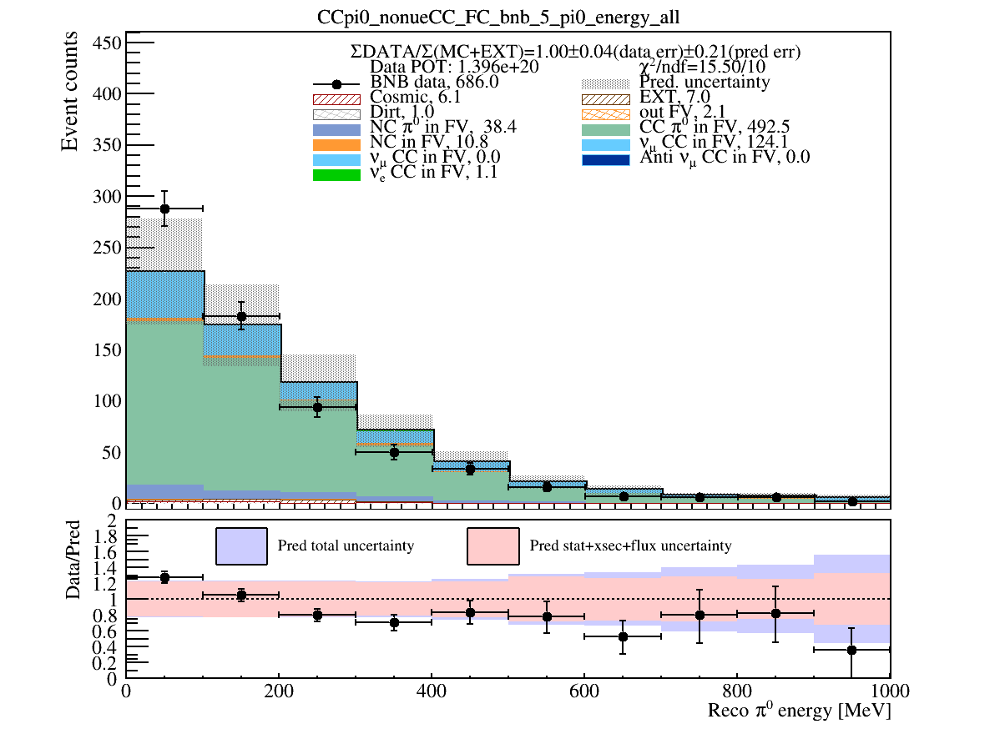 CCpi0_nonueCC_FC_bnb_5_pi0_energy_all
ΣDATA/Σ(MC+EXT)=1.00±0.04(data err)±0.21(pred err)
Data POT: 1.396e+20 χ²/ndf=15.50/10
BNB data, 686.0 Pred. uncertainty
Cosmic, 6.1 EXT, 7.0
Dirt, 1.0 out FV, 2.1
NC π⁰ in FV, 38.4 CC π⁰ in FV, 492.5
NC in FV, 10.8 νμ CC in FV, 124.1
νμ CC in FV, 0.0 Anti νμ CC in FV, 0.0
νe CC in FV, 1.1
Event counts
450
400
350
300
250
200
150
100
50
0
Data/Pred
2
1.8
1.6
1.4
1.2
1
0.8
0.6
0.4
0.2
0
Pred total uncertainty Pred stat+xsec+flux uncertainty
0 200 400 600 800 1000
Reco π⁰ energy [MeV]